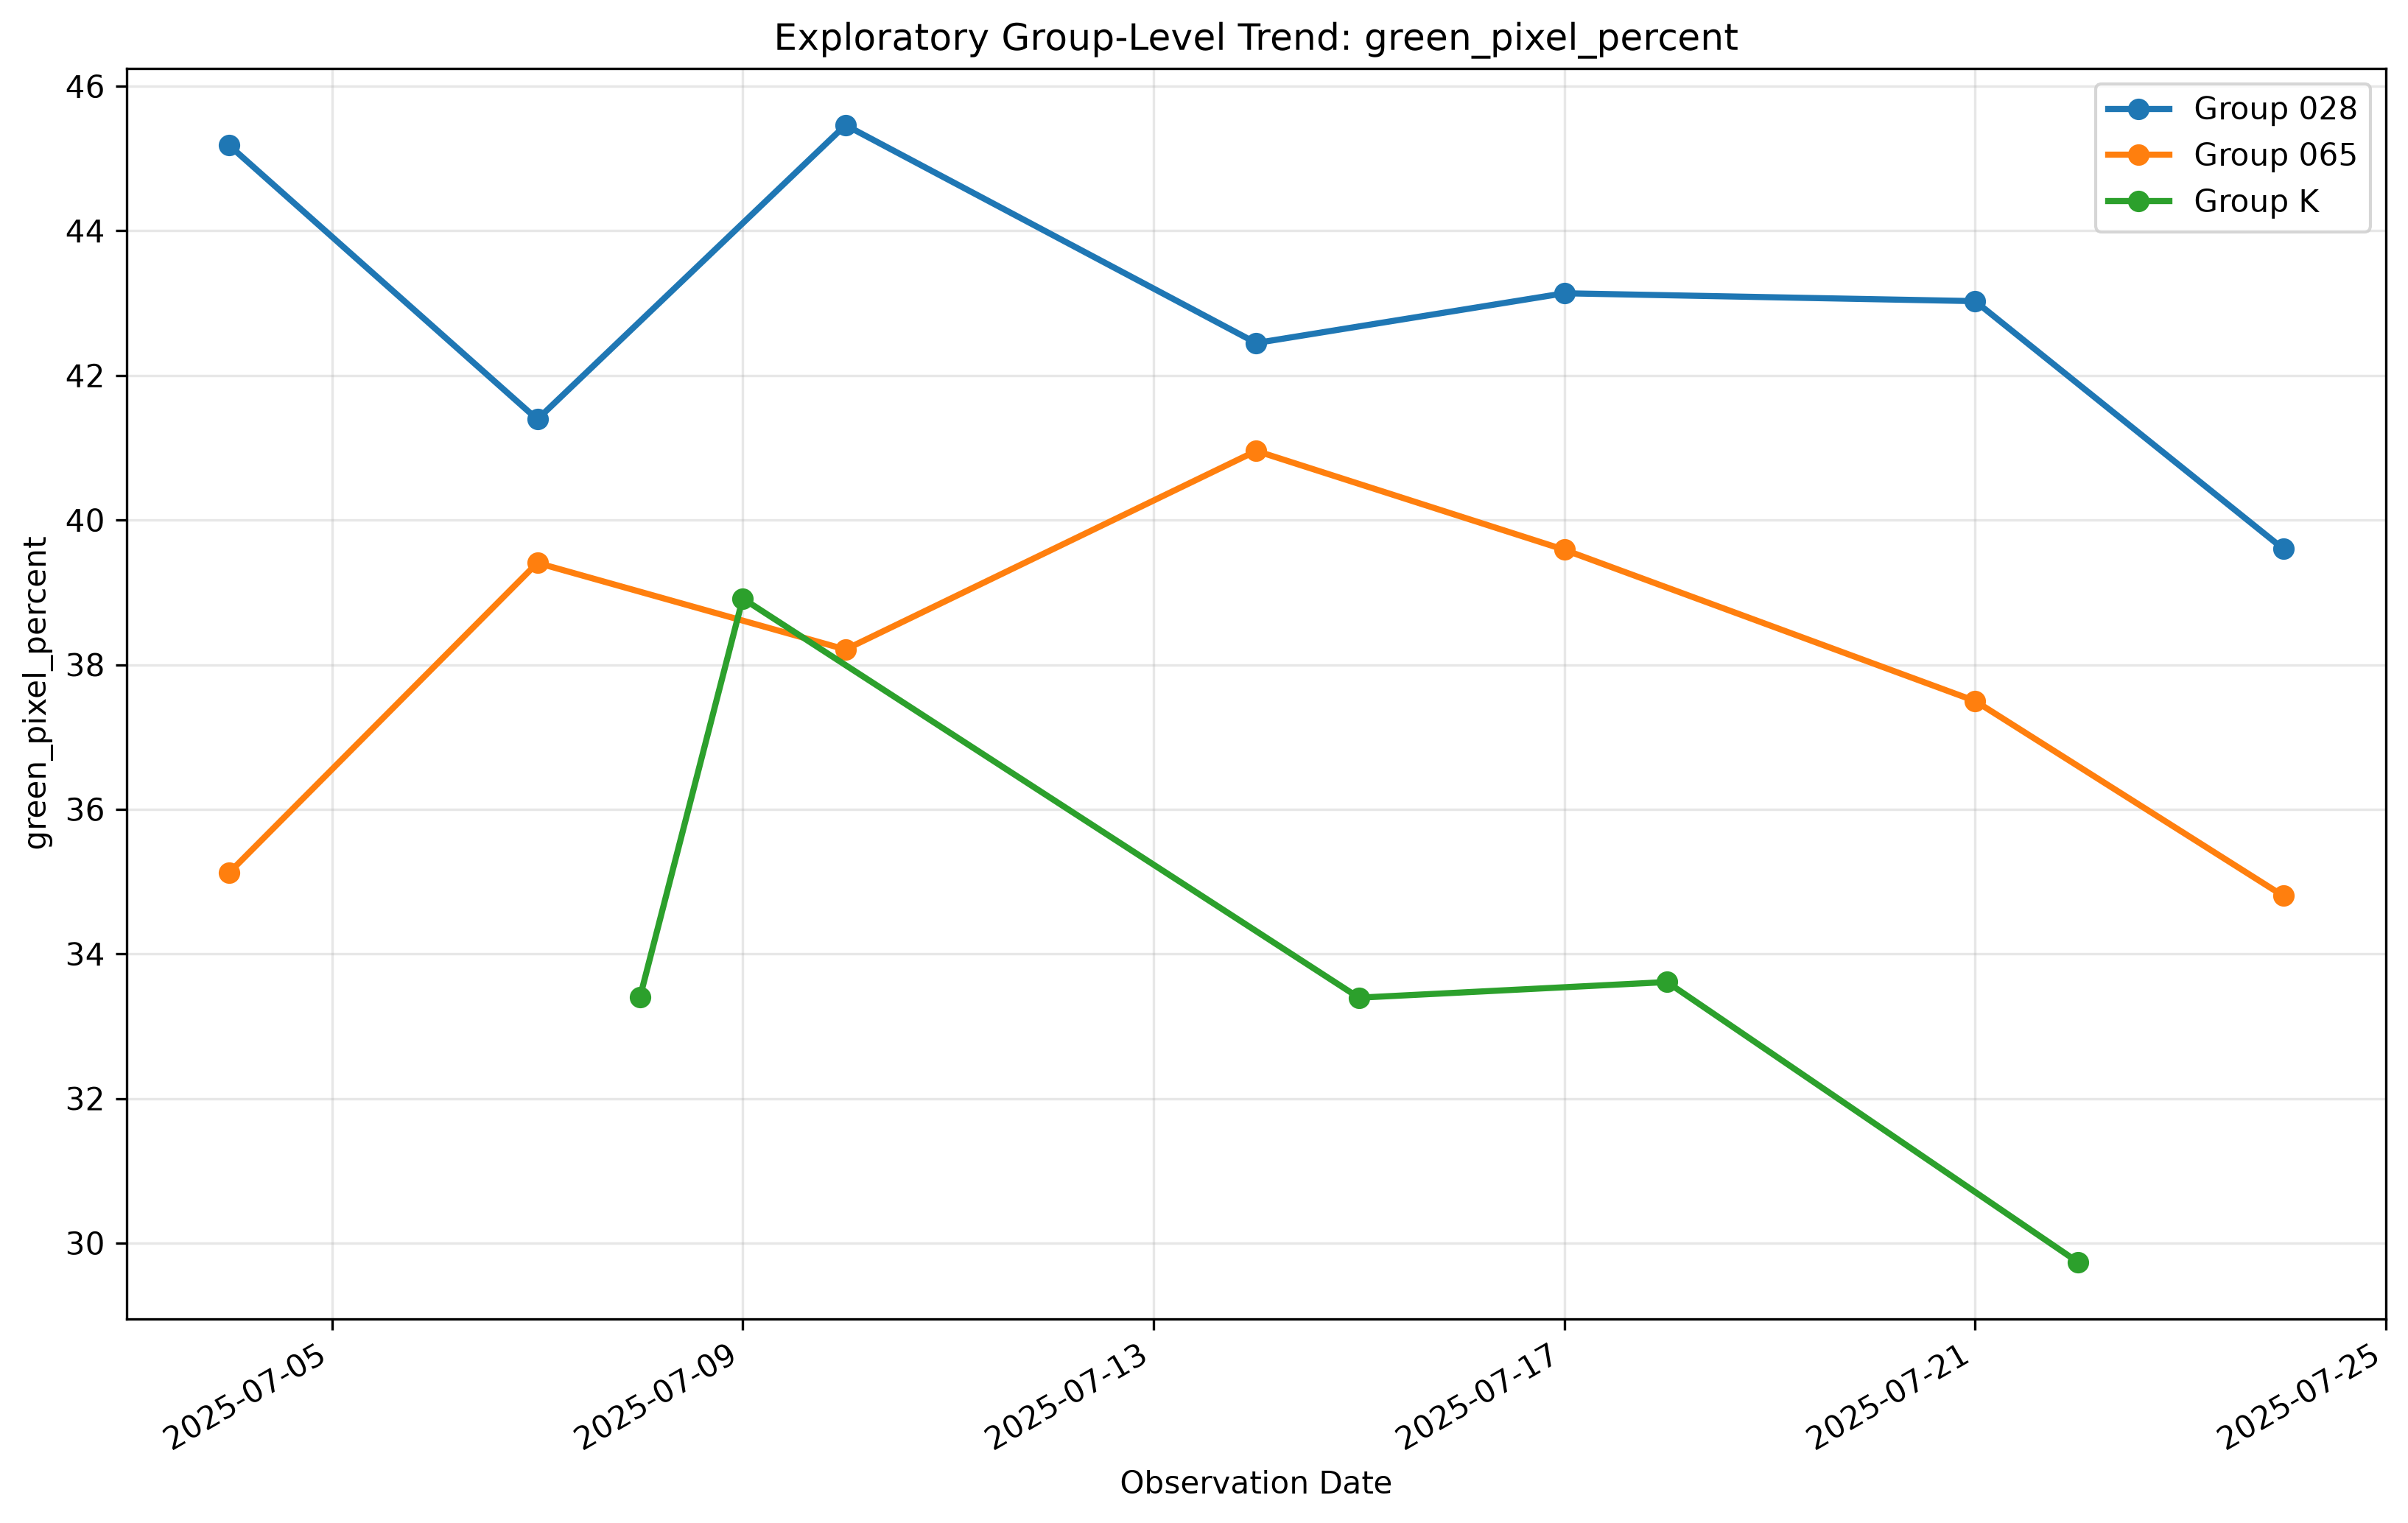 Exploratory Group-Level Trend: green_pixel_percent
Group 028
Group 065
Group K
green_pixel_percent
46
44
42
40
38
36
34
32
30
2025-07-05
2025-07-09
2025-07-13
2025-07-17
2025-07-21
2025-07-25
Observation Date